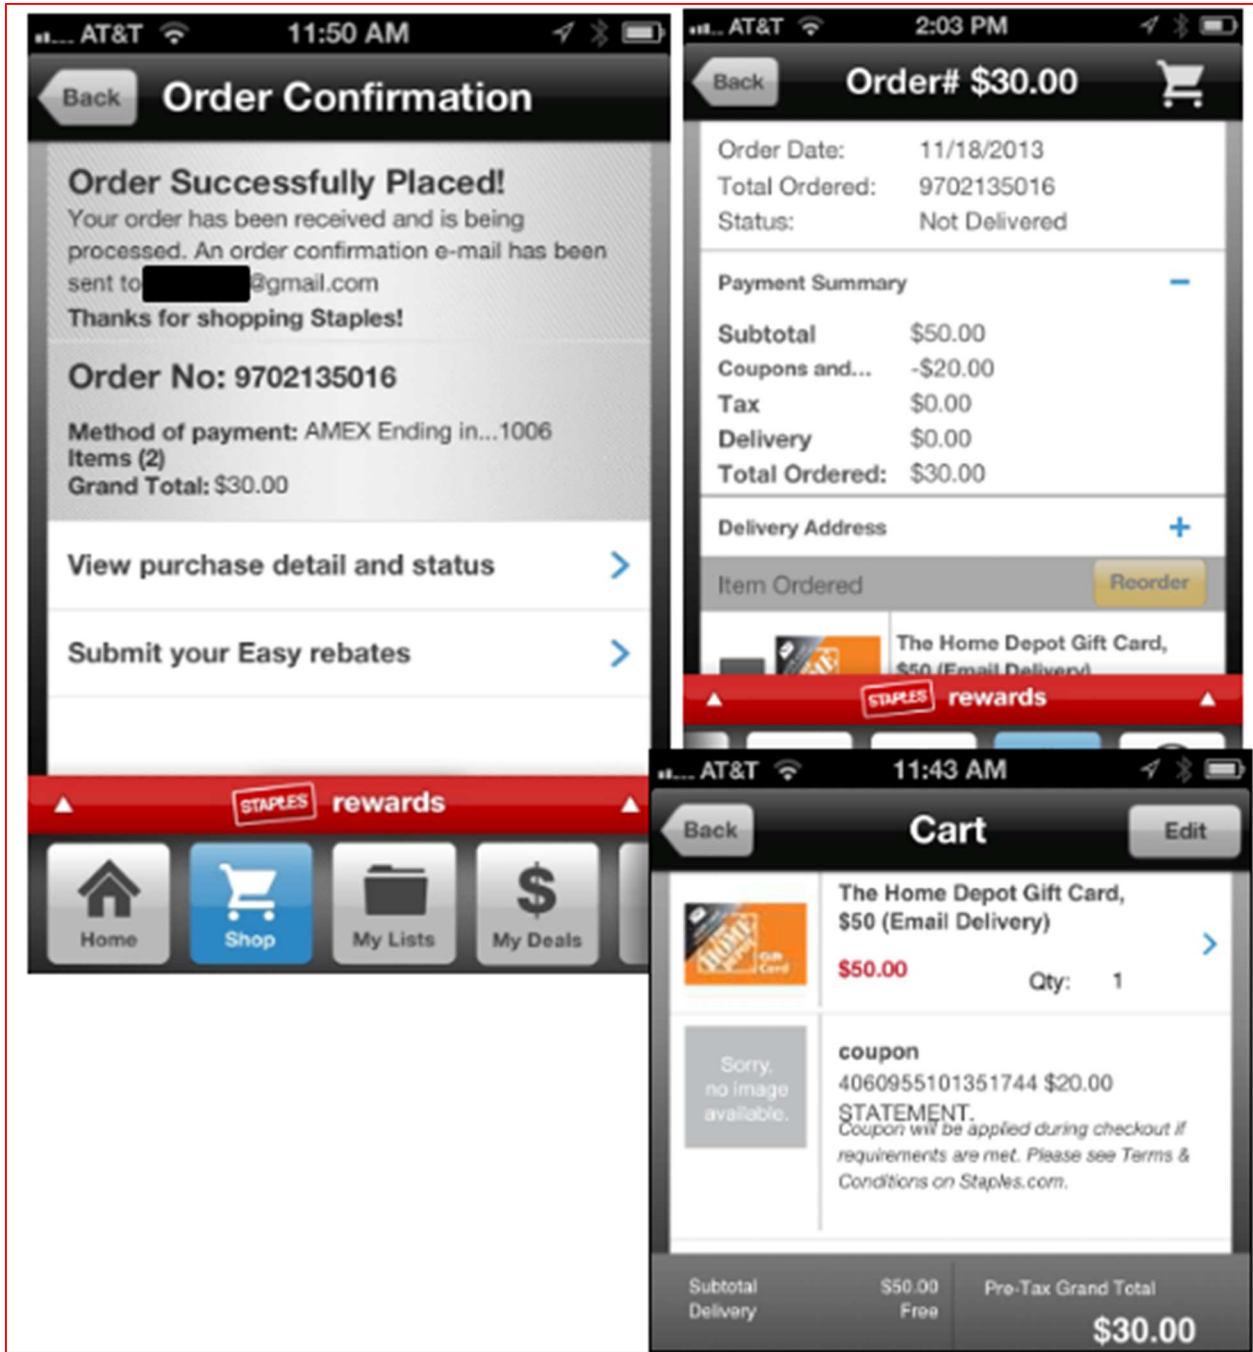 AT&T 11:50 AM
Back Order Confirmation
Order Successfully Placed!
Your order has been received and is being
processed. An order confirmation e-mail has been
sent to @gmail.com
Thanks for shopping Staples!
Order No: 9702135016
Method of payment: AMEX Ending in...1006
Items (2)
Grand Total: $30.00
View purchase detail and status
Submit your Easy rebates
STAPLES rewards
Home Shop My Lists My Deals
AT&T 2:03 PM
Back Order# $30.00
Order Date: 11/18/2013
Total Ordered: 9702135016
Status: Not Delivered
Payment Summary
Subtotal $50.00
Coupons and... -$20.00
Tax $0.00
Delivery $0.00
Total Ordered: $30.00
Delivery Address
Item Ordered Reorder
The Home Depot Gift Card,
$50 (Email Delivery)
STAPLES rewards
AT&T 11:43 AM
Back Cart Edit
The Home Depot Gift Card,
$50 (Email Delivery)
$50.00 Qty: 1
THE HOME DEPOT Gift Card
Sorry,
no image
available.
coupon
4060955101351744 $20.00
STATEMENT.
Coupon will be applied during checkout if
requirements are met. Please see Terms &
Conditions on Staples.com.
Subtotal $50.00 Pre-Tax Grand Total
Delivery Free
$30.00